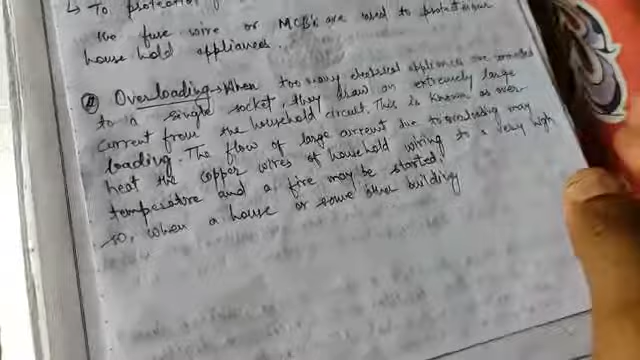 ↳ To protection of
the fuse wire or MCB's are used to protect our
house hold appliances.
Overloading → When too many electrical appliances are connected
to a single socket, they draw an extremely large
current from the household circuit. This is known as over-
loading. The flow of large current due to overloading may
heat the copper wires of household wiring to a very high
temperature and a fire may be started.
so, when a house or some other building